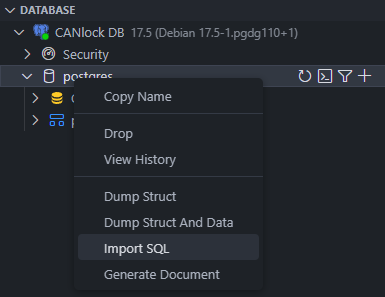 DATABASE
CANlock DB 17.5 (Debian 17.5-1.pgdg110+1)
Security
postgres
Copy Name
Drop
View History
Dump Struct
Dump Struct And Data
Import SQL
Generate Document